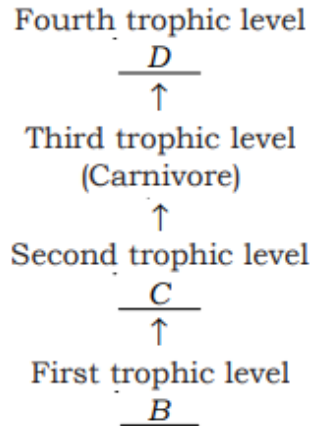 Fourth trophic level
D
↑
Third trophic level
(Carnivore)
↑
Second trophic level
C
↑
First trophic level
B